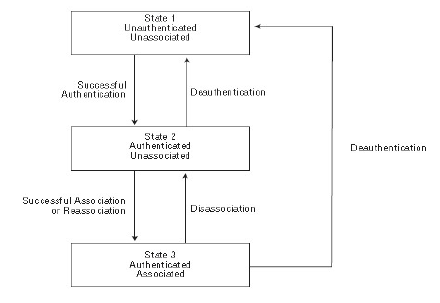 State 1
Unauthenticated
Unassociated
Successful
Authentication
Deauthentication
State 2
Authenticated
Unassociated
Deauthentication
Successful Association
or Reassociation
Disassociation
State 3
Authenticated
Associated